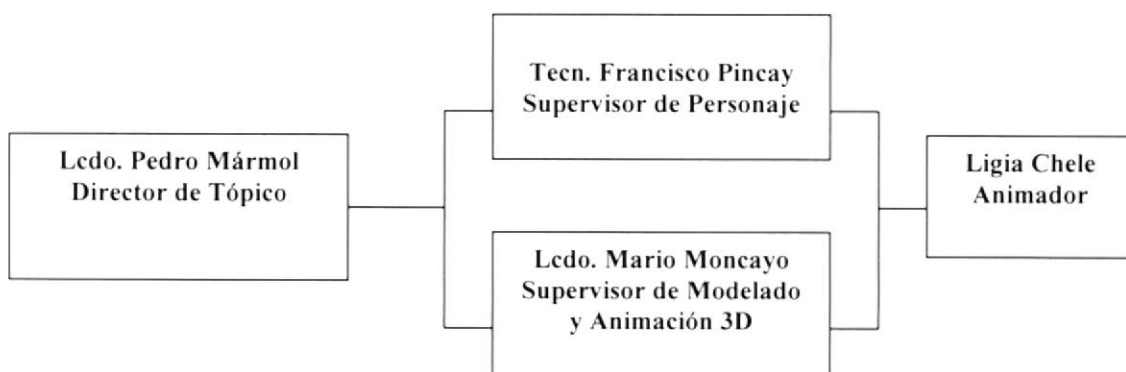 Lcdo. Pedro Mármol
Director de Tópico
Tecn. Francisco Pincay
Supervisor de Personaje
Lcdo. Mario Moncayo
Supervisor de Modelado
y Animación 3D
Ligia Chele
Animador